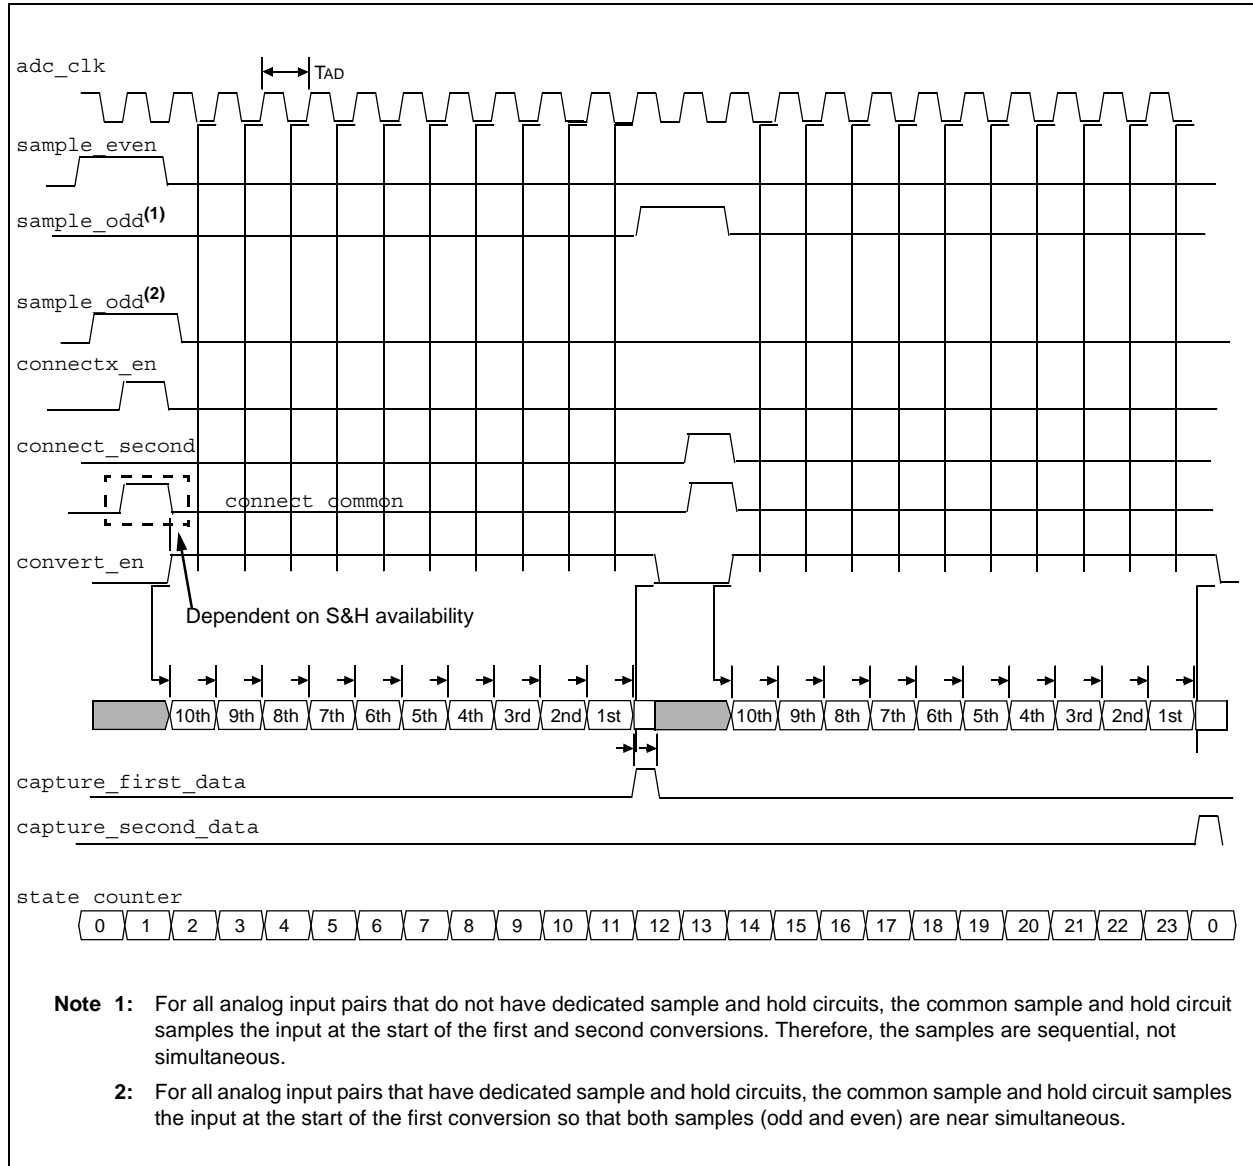 adc_clk
TAD
sample_even
sample_odd(1)
sample_odd(2)
connectx_en
connect_second
connect_common
convert_en
Dependent on S&H availability
10th 9th 8th 7th 6th 5th 4th 3rd 2nd 1st 10th 9th 8th 7th 6th 5th 4th 3rd 2nd 1st
capture_first_data
capture_second_data
state counter
0 1 2 3 4 5 6 7 8 9 10 11 12 13 14 15 16 17 18 19 20 21 22 23 0
Note 1: For all analog input pairs that do not have dedicated sample and hold circuits, the common sample and hold circuit
samples the input at the start of the first and second conversions. Therefore, the samples are sequential, not
simultaneous.
2: For all analog input pairs that have dedicated sample and hold circuits, the common sample and hold circuit samples
the input at the start of the first conversion so that both samples (odd and even) are near simultaneous.